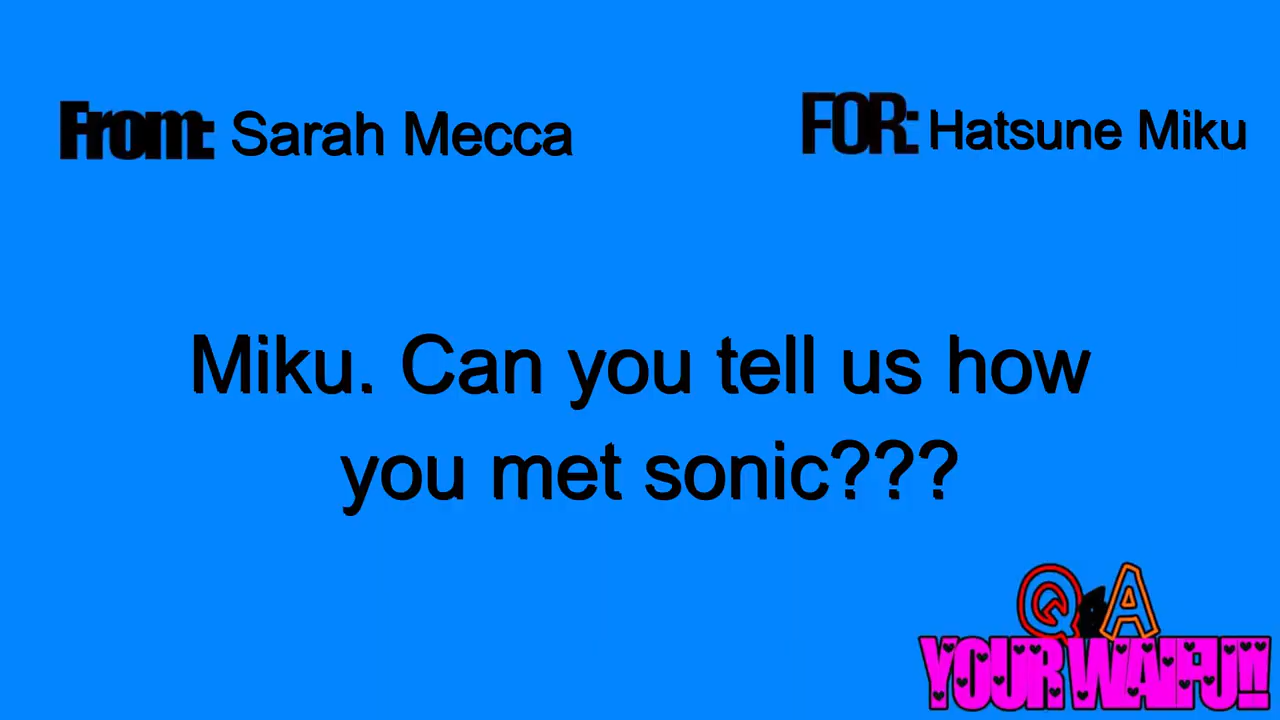 From: Sarah Mecca
FOR: Hatsune Miku
Miku. Can you tell us how
you met sonic???
Q&A
YOUR WAIFU!!